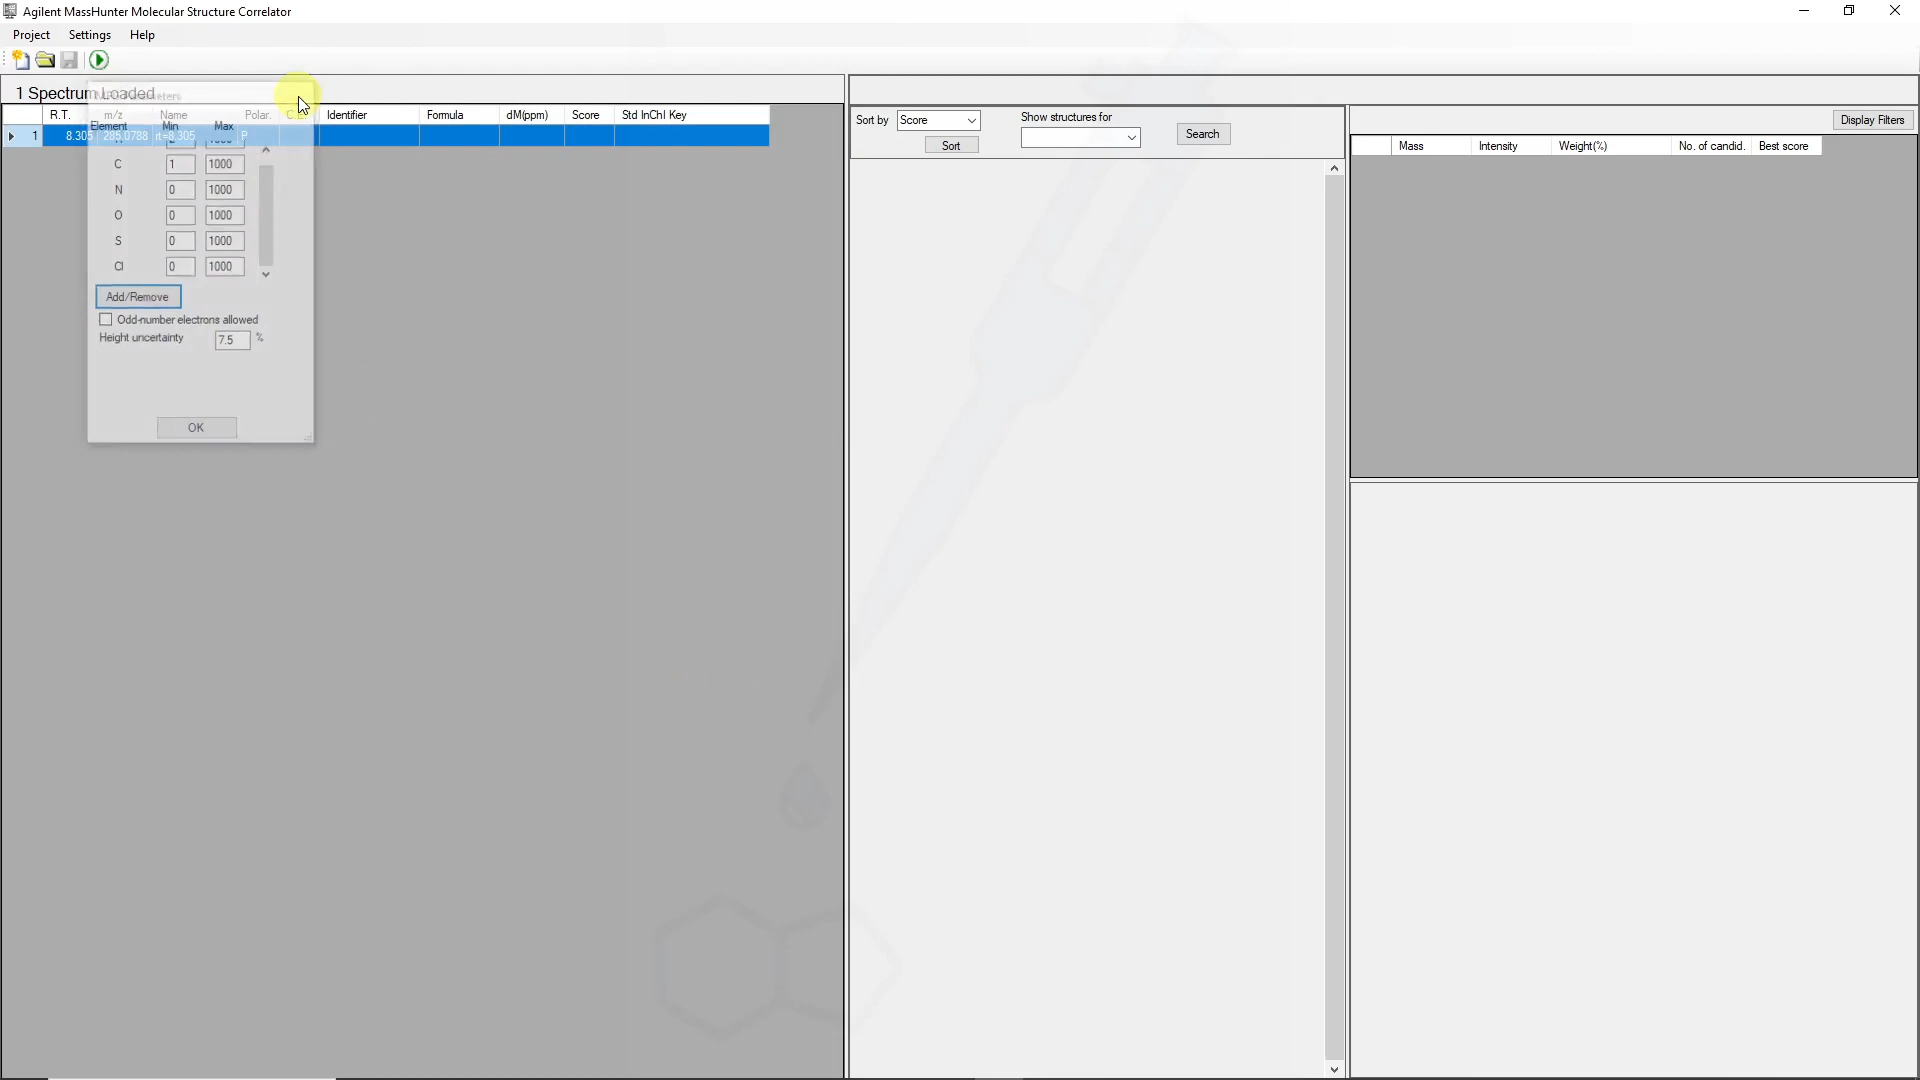 Agilent MassHunter Molecular Structure Correlator
Project Settings Help
1 Spectrum Loaded
R.T. m/z Name Polar. Identifier Formula dM(ppm) Score Std InChI Key
1 8.305 285.0788 rt=8.305 P
Element Min Max
C 1 1000
N 0 1000
O 0 1000
S 0 1000
Cl 0 1000
Add/Remove
Odd-number electrons allowed
Height uncertainty 7.5 %
OK
Sort by Score
Sort
Show structures for
Search
Display Filters
Mass Intensity Weight(%) No. of candid. Best score